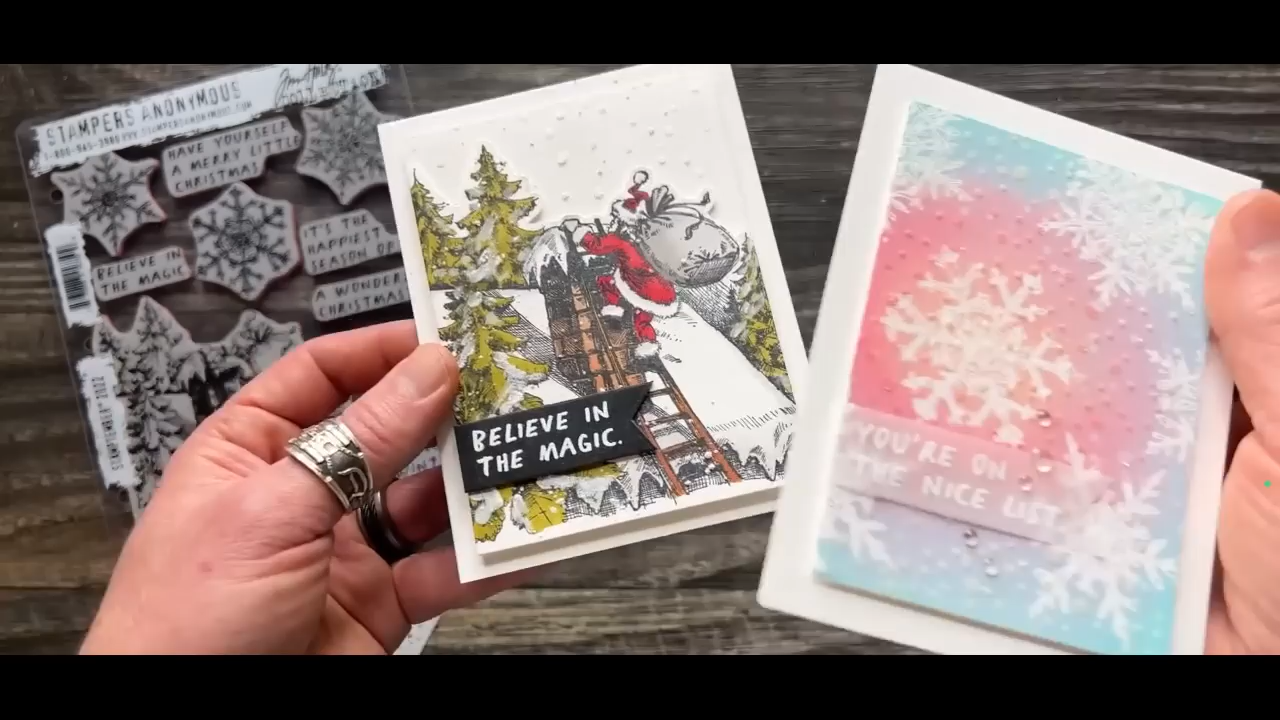 STAMPERS ANONYMOUS
HAVE YOURSELF
A MERRY LITTLE
CHRISTMAS
BELIEVE IN
THE MAGIC
IT'S THE
HAPPIEST
SEASON OF
A WONDER
CHRISTMAS
BELIEVE IN
THE MAGIC.
YOU'RE ON
THE NICE LIST.